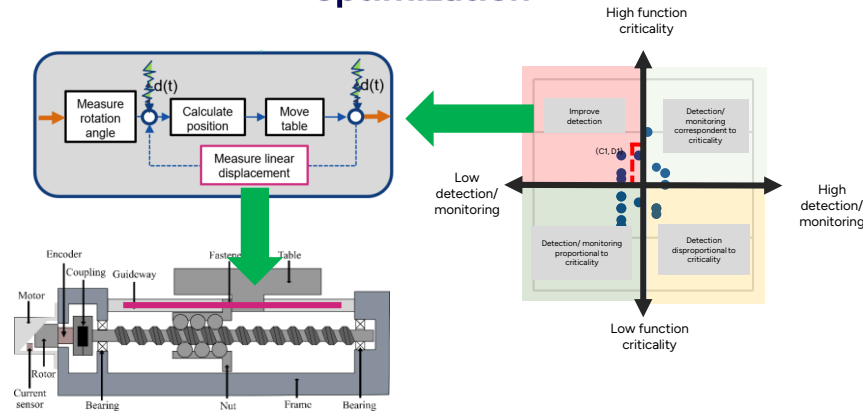 optimization
High function
criticality
d(t)
d(t)
Measure
rotation
angle
Calculate
position
Move
table
Measure linear
displacement
Improve
detection
Detection/
monitoring
correspondent to
criticality
(C1, D1)
Low
detection/
monitoring
High
detection/
monitoring
Detection/ monitoring
proportional to
criticality
Detection
disproportional to
criticality
Low function
criticality
Encoder
Coupling
Guideway
Table
Motor
Rotor
Current
sensor
Bearing
Nut
Frame
Bearing